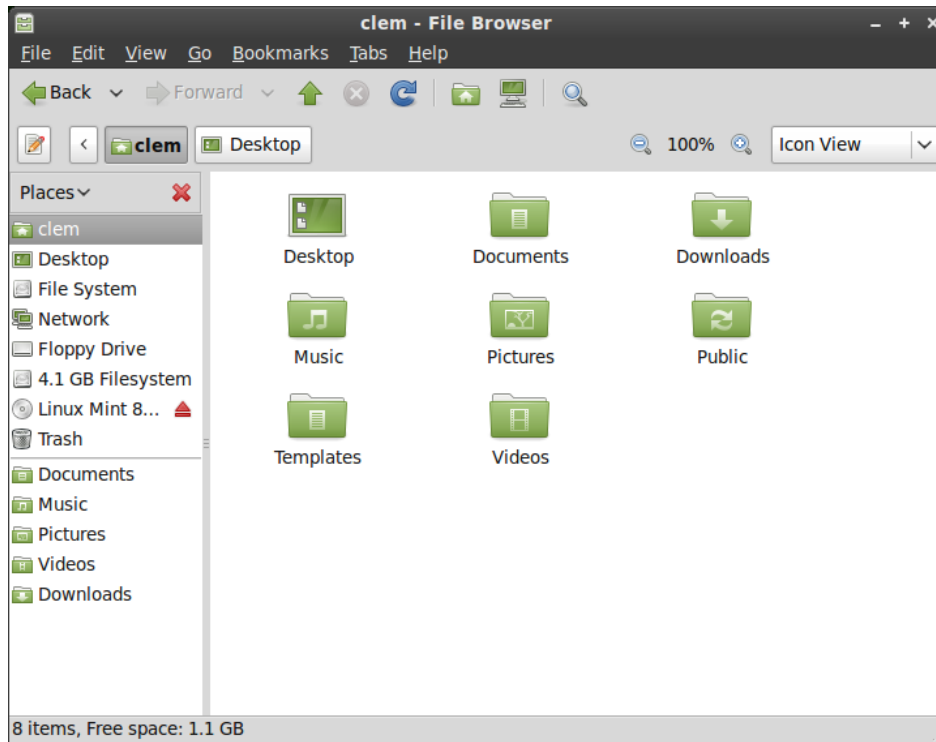 clem - File Browser
File Edit View Go Bookmarks Tabs Help
Back Forward
clem Desktop 100% Icon View
Places
clem
Desktop
File System
Network
Floppy Drive
4.1 GB Filesystem
Linux Mint 8...
Trash
Documents
Music
Pictures
Videos
Downloads
Desktop Documents Downloads
Music Pictures Public
Templates Videos
8 items, Free space: 1.1 GB